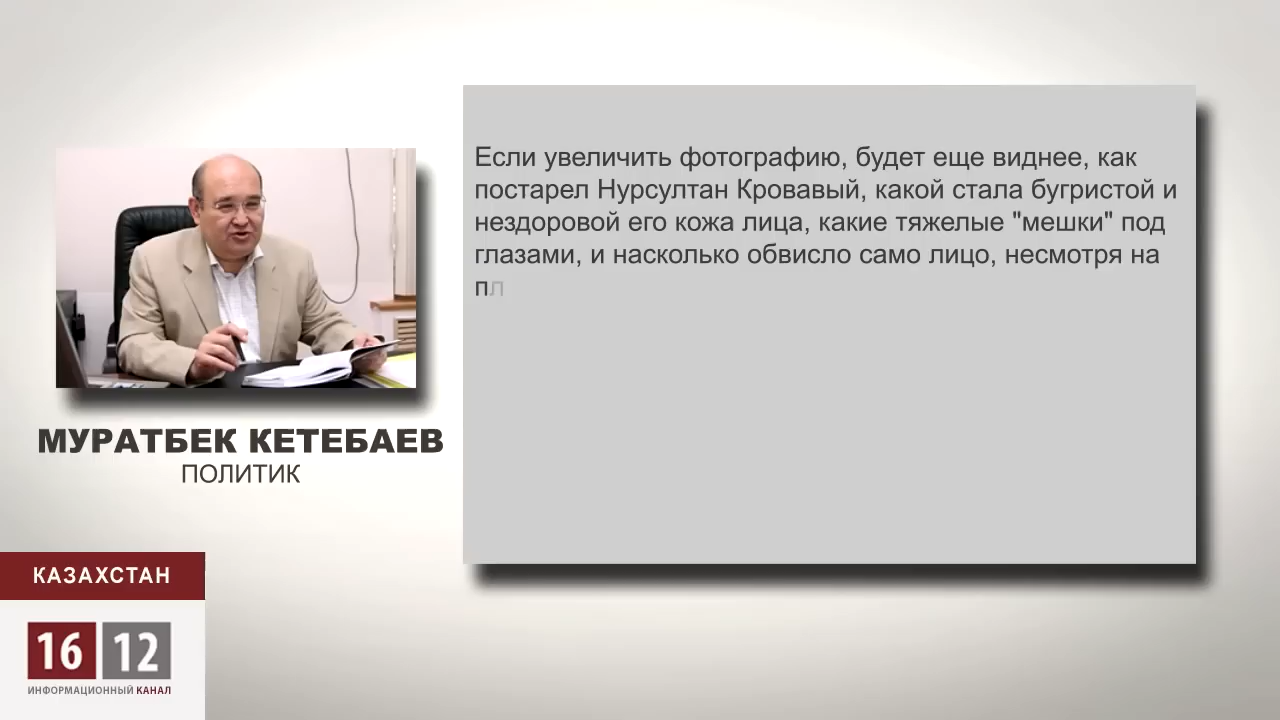 Если увеличить фотографию, будет еще виднее, как
постарел Нурсултан Кровавый, какой стала бугристой и
нездоровой его кожа лица, какие тяжелые "мешки" под
глазами, и насколько обвисло само лицо, несмотря на
пл
МУРАТБЕК КЕТЕБАЕВ
ПОЛИТИК
КАЗАХСТАН
16 12
ИНФОРМАЦИОННЫЙ КАНАЛ